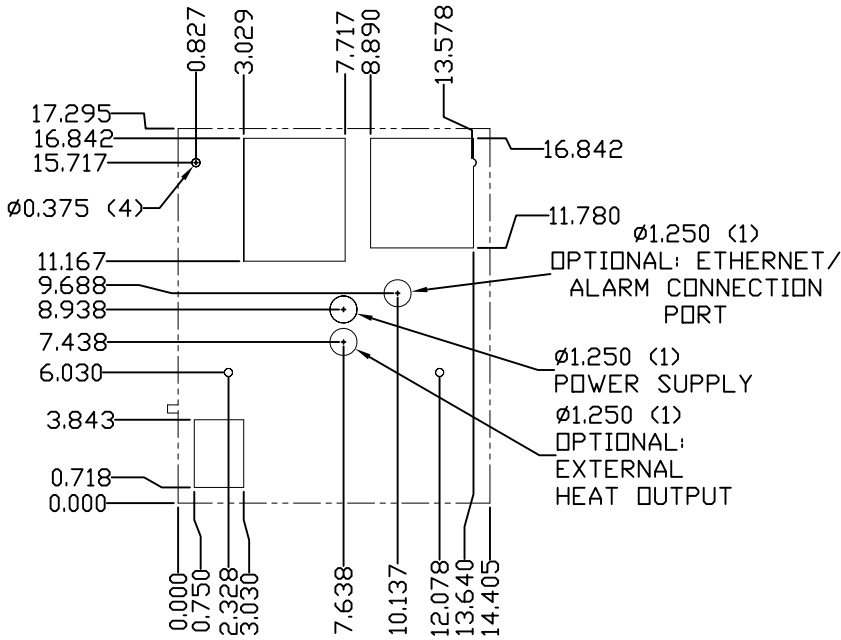 0.827
3.029
7.717
8.890
13.578
17.295
16.842
15.717
ø0.375 (4)
16.842
11.780
11.167
9.688
8.938
7.438
6.030
3.843
0.718
0.000
ø1.250 (1)
OPTIONAL: ETHERNET/
ALARM CONNECTION
PORT
ø1.250 (1)
POWER SUPPLY
ø1.250 (1)
OPTIONAL:
EXTERNAL
HEAT OUTPUT
0.000
0.750
2.328
3.030
7.638
10.137
12.078
13.640
14.405